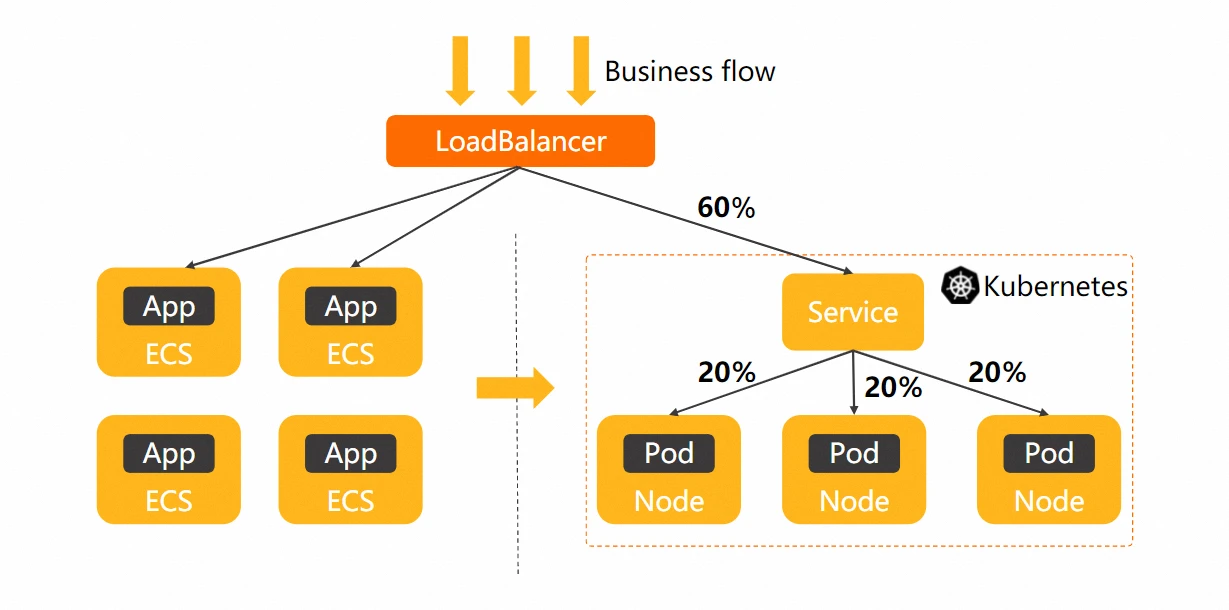 Business flow
LoadBalancer
60%
App
ECS
App
ECS
App
ECS
App
ECS
Kubernetes
Service
20%
20%
20%
Pod
Node
Pod
Node
Pod
Node